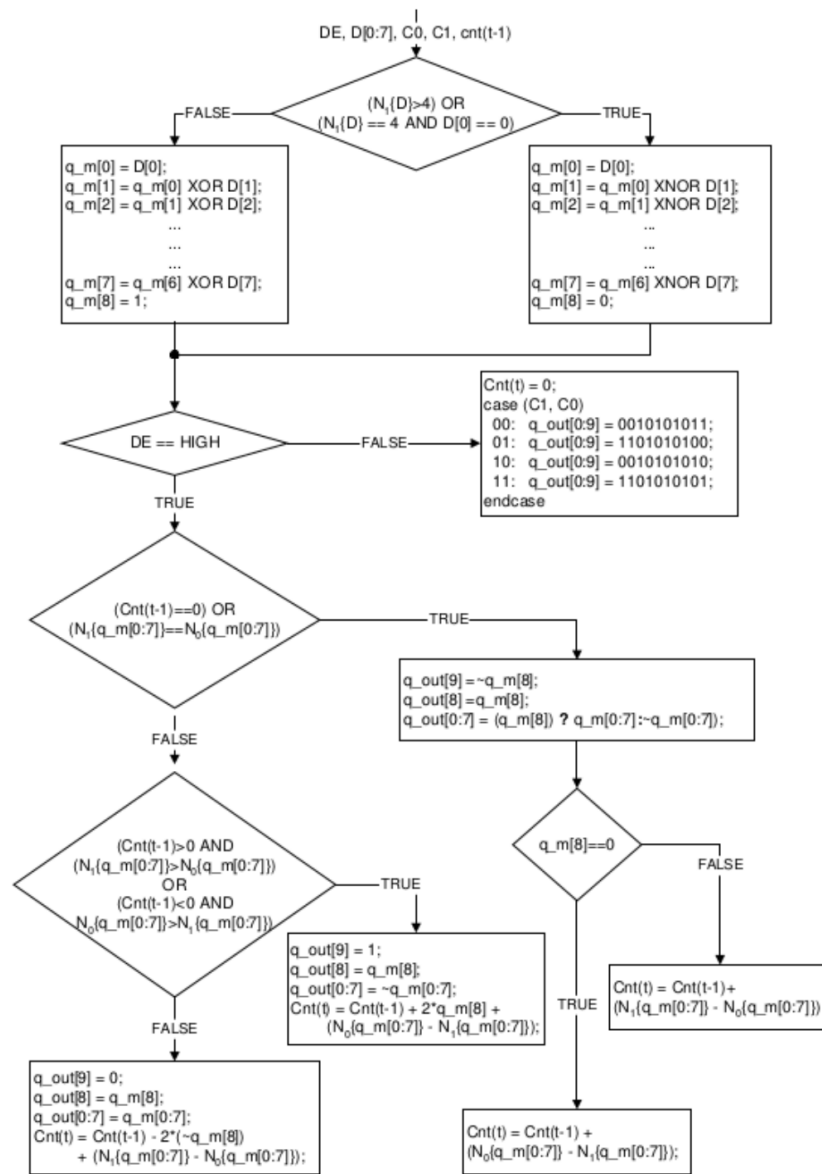 DE, D[0:7], C0, C1, cnt(t-1)
(N₁{D}>4) OR
(N₁{D} == 4 AND D[0] == 0)
FALSE
TRUE
q_m[0] = D[0];
q_m[1] = q_m[0] XOR D[1];
q_m[2] = q_m[1] XOR D[2];
...
...
...
q_m[7] = q_m[6] XOR D[7];
q_m[8] = 1;
q_m[0] = D[0];
q_m[1] = q_m[0] XNOR D[1];
q_m[2] = q_m[1] XNOR D[2];
...
...
...
q_m[7] = q_m[6] XNOR D[7];
q_m[8] = 0;
DE == HIGH
FALSE
Cnt(t) = 0;
case (C1, C0)
00: q_out[0:9] = 0010101011;
01: q_out[0:9] = 1101010100;
10: q_out[0:9] = 0010101010;
11: q_out[0:9] = 1101010101;
endcase
TRUE
(Cnt(t-1)==0) OR
(N₁{q_m[0:7]}==N₀{q_m[0:7]})
TRUE
q_out[9] =~q_m[8];
q_out[8] =q_m[8];
q_out[0:7] = (q_m[8]) ? q_m[0:7]:~q_m[0:7]);
FALSE
(Cnt(t-1)>0 AND
(N₁{q_m[0:7]}>N₀{q_m[0:7]})
OR
(Cnt(t-1)<0 AND
N₀{q_m[0:7]}>N₁{q_m[0:7]})
TRUE
q_out[9] = 1;
q_out[8] = q_m[8];
q_out[0:7] = ~q_m[0:7];
Cnt(t) = Cnt(t-1) + 2*q_m[8] +
(N₀{q_m[0:7]} - N₁{q_m[0:7]});
q_m[8]==0
FALSE
Cnt(t) = Cnt(t-1)+
(N₁{q_m[0:7]} - N₀{q_m[0:7]})
TRUE
Cnt(t) = Cnt(t-1) +
(N₀{q_m[0:7]} - N₁{q_m[0:7]});
FALSE
q_out[9] = 0;
q_out[8] = q_m[8];
q_out[0:7] = q_m[0:7];
Cnt(t) = Cnt(t-1) - 2*(~q_m[8])
+ (N₁{q_m[0:7]} - N₀{q_m[0:7]});